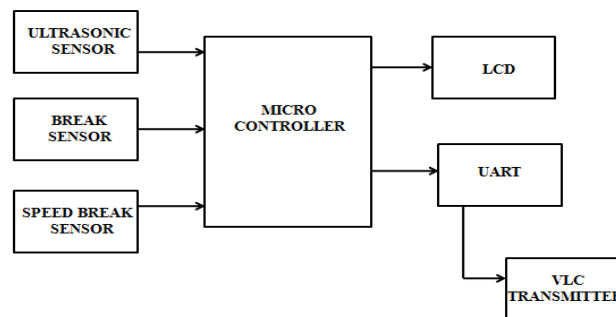 ULTRASONIC
SENSOR
BREAK
SENSOR
SPEED BREAK
SENSOR
MICRO
CONTROLLER
LCD
UART
VLC
TRANSMITTER